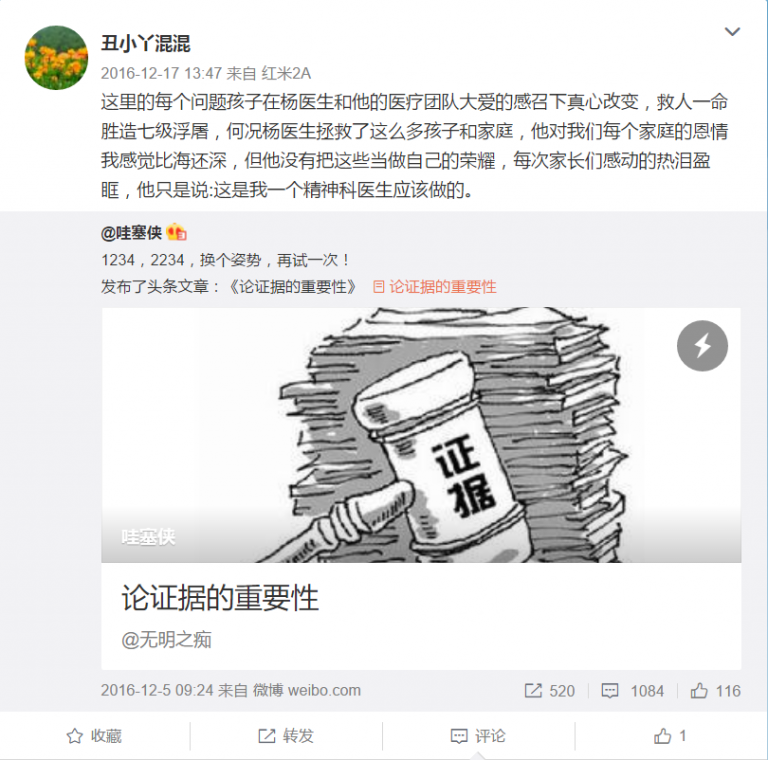 丑小丫混混
2016-12-17 13:47 来自 红米2A
这里的每个问题孩子在杨医生和他的医疗团队大爱的感召下真心改变，救人一命
胜造七级浮屠，何况杨医生拯救了这么多孩子和家庭，他对我们每个家庭的恩情
我感觉比海还深，但他没有把这些当做自己的荣耀，每次家长们感动的热泪盈
眶，他只是说:这是我一个精神科医生应该做的。
@哇塞侠
1234，2234，换个姿势，再试一次！
发布了头条文章：《论证据的重要性》 论证据的重要性
证
据
哇塞侠
论证据的重要性
@无明之痴
2016-12-5 09:24 来自 微博 weibo.com 520 1084 116
收藏 转发 评论 1